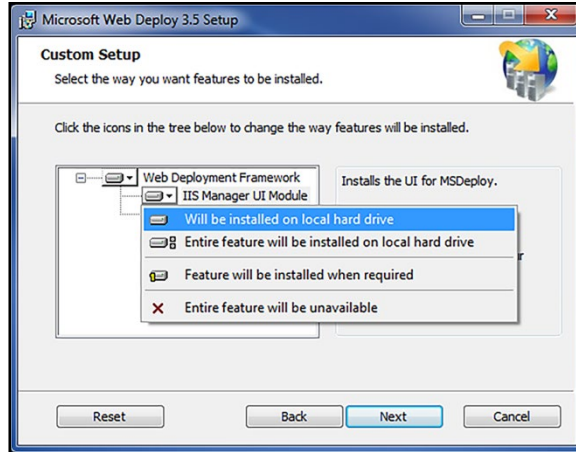 Microsoft Web Deploy 3.5 Setup
Custom Setup
Select the way you want features to be installed.
Click the icons in the tree below to change the way features will be installed.
Web Deployment Framework
IIS Manager UI Module
Installs the UI for MSDeploy.
Will be installed on local hard drive
Entire feature will be installed on local hard drive
Feature will be installed when required
Entire feature will be unavailable
Reset
Back
Next
Cancel